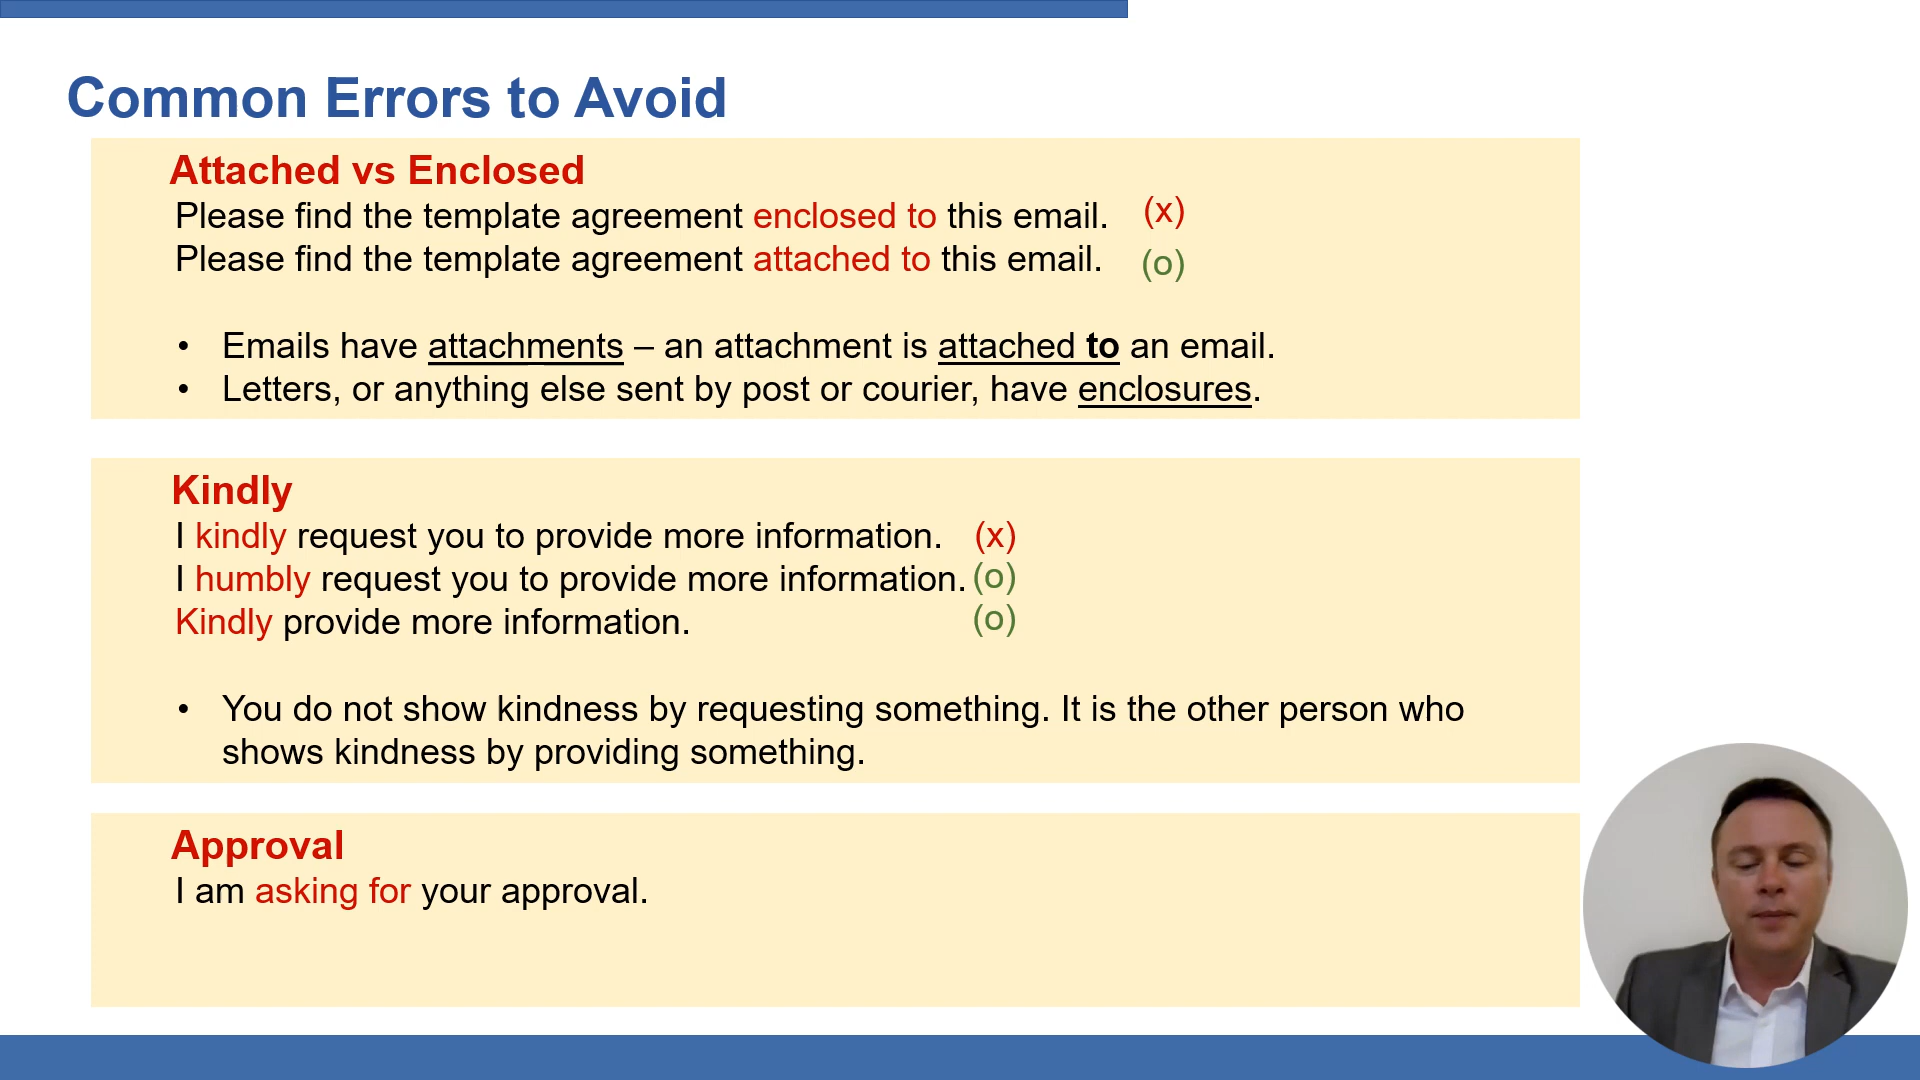 Common Errors to Avoid
Attached vs Enclosed
Please find the template agreement enclosed to this email. (x)
Please find the template agreement attached to this email. (o)
• Emails have attachments – an attachment is attached to an email.
• Letters, or anything else sent by post or courier, have enclosures.
Kindly
I kindly request you to provide more information. (x)
I humbly request you to provide more information. (o)
Kindly provide more information. (o)
• You do not show kindness by requesting something. It is the other person who
shows kindness by providing something.
Approval
I am asking for your approval.